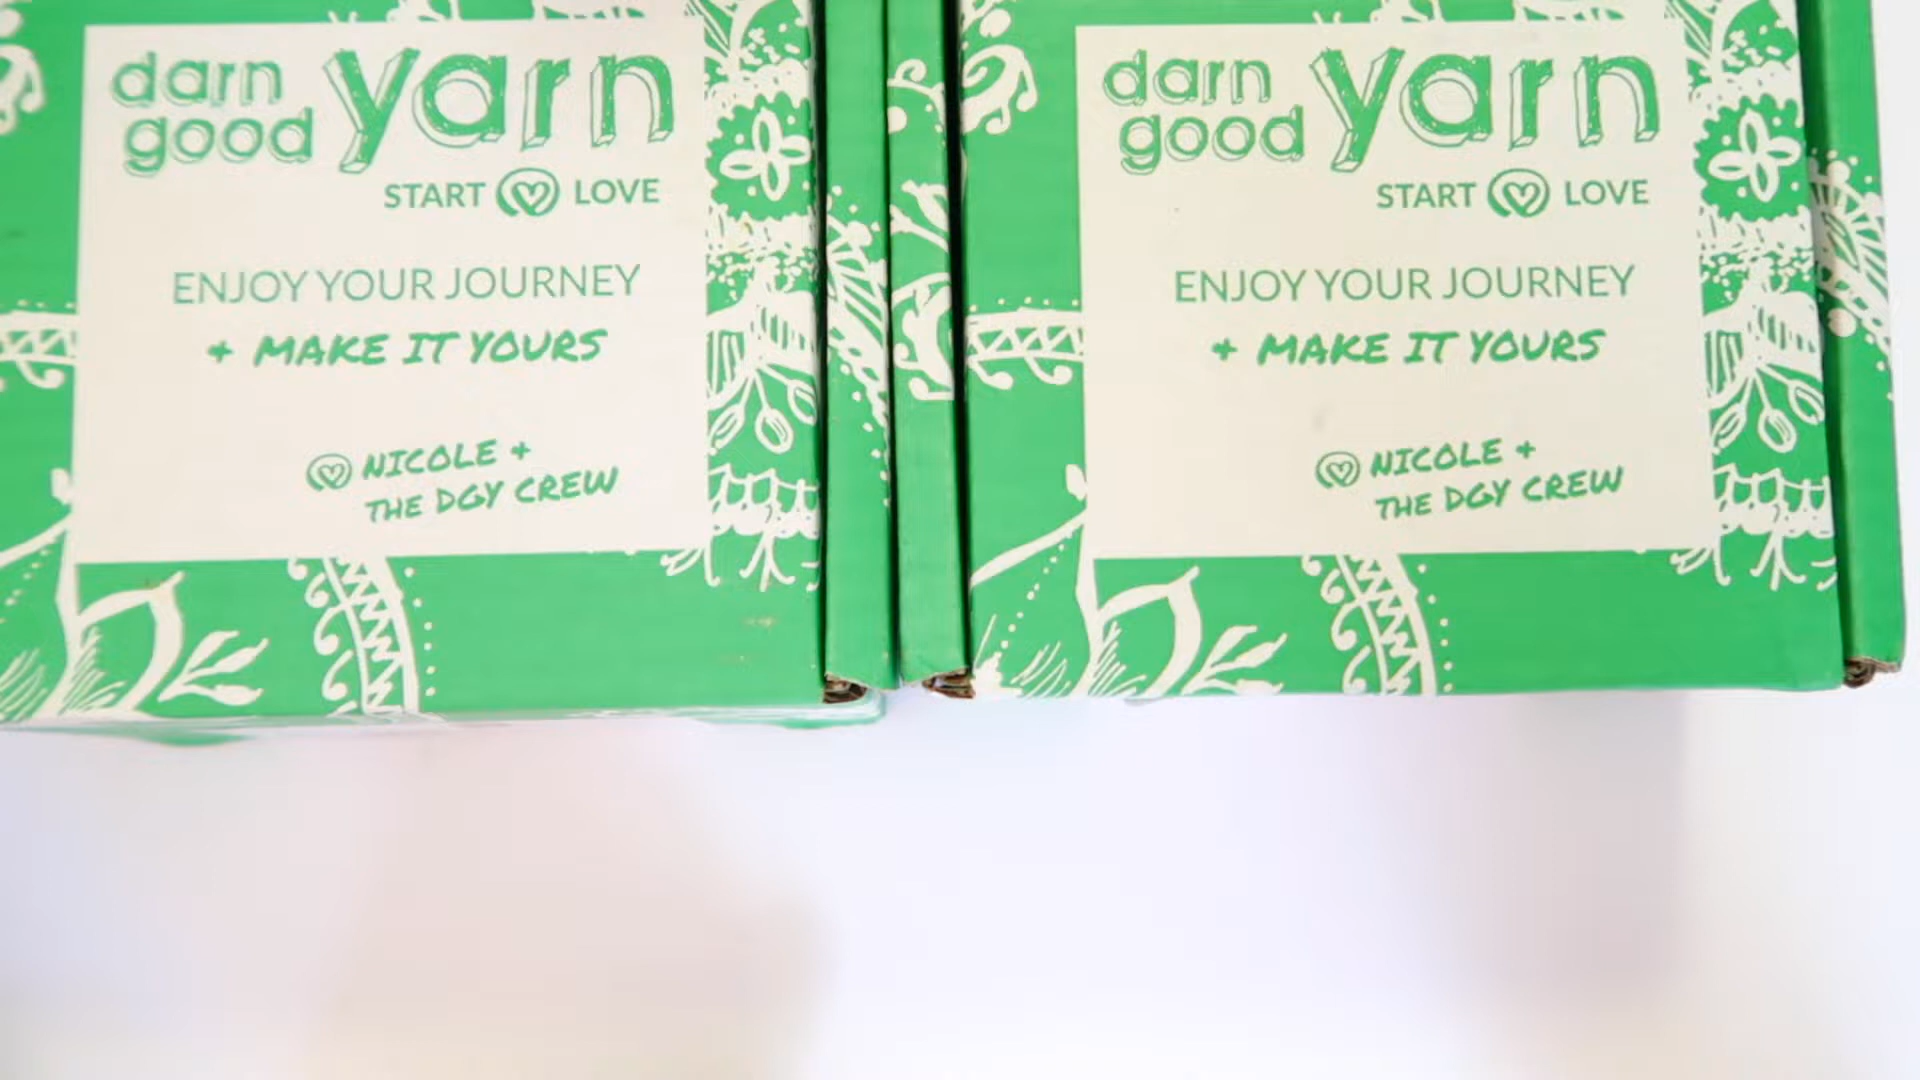 darn good yarn
START LOVE
ENJOY YOUR JOURNEY
+ MAKE IT YOURS
NICOLE +
THE DGY CREW
darn good yarn
START LOVE
ENJOY YOUR JOURNEY
+ MAKE IT YOURS
NICOLE +
THE DGY CREW